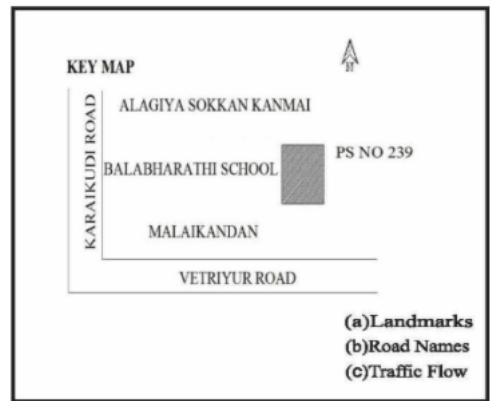 N
KEY MAP
ALAGIYA SOKKAN KANMAI
KARAIKUDI ROAD
BALABHARATHI SCHOOL
PS NO 239
MALAIKANDAN
VETRIYUR ROAD
(a)Landmarks
(b)Road Names
(c)Traffic Flow